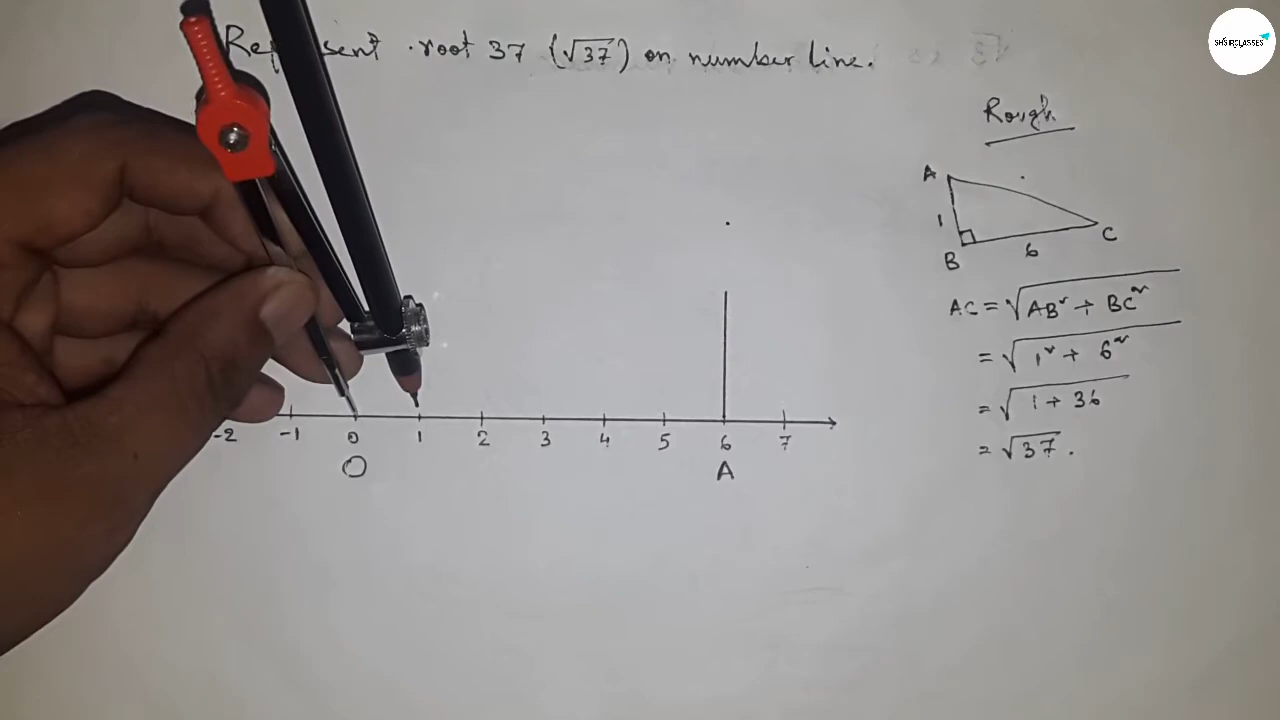 Represent root 37 (√37) on number line.
SHSIRCLASSES
Rough
A
1
B 6 C
AC = √AB² + BC²
= √1² + 6²
= √1 + 36
= √37.
-2 -1 0 1 2 3 4 5 6 7
O A